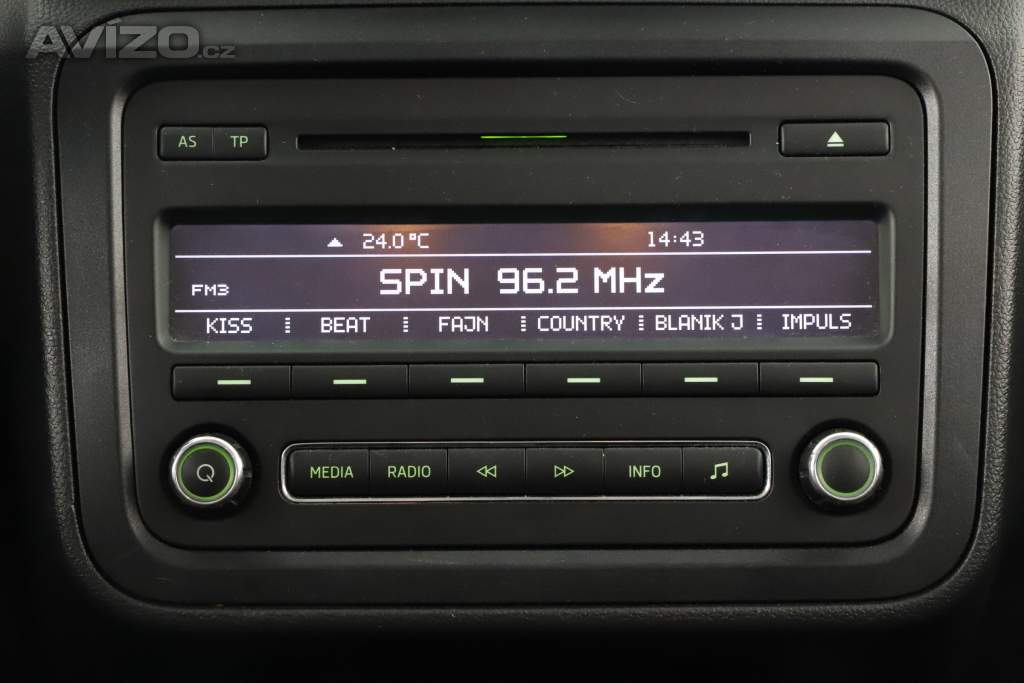 AVÍZO.cz
AS TP
24.0 °C 14:43
FM3 SPIN 96.2 MHz
KISS BEAT FAJN COUNTRY BLANIK J IMPULS
MEDIA RADIO INFO